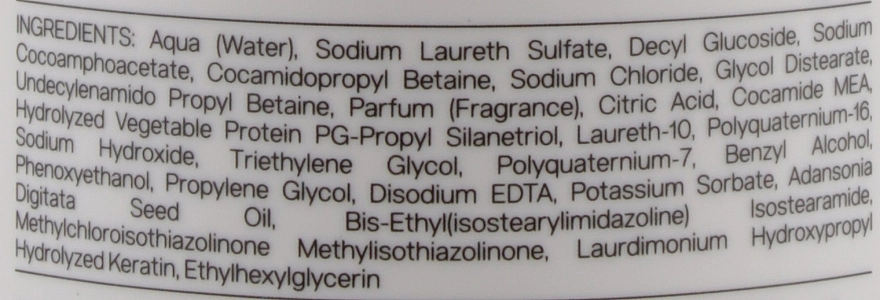 INGREDIENTS: Aqua (Water), Sodium Laureth Sulfate, Decyl Glucoside, Sodium
Cocoamphoacetate, Cocamidopropyl Betaine, Sodium Chloride, Glycol Distearate,
Undecylenamido Propyl Betaine, Parfum (Fragrance), Citric Acid, Cocamide MEA,
Hydrolyzed Vegetable Protein PG-Propyl Silanetriol, Laureth-10, Polyquaternium-16,
Sodium Hydroxide, Triethylene Glycol, Polyquaternium-7, Benzyl Alcohol,
Phenoxyethanol, Propylene Glycol, Disodium EDTA, Potassium Sorbate, Adansonia
Digitata Seed Oil, Bis-Ethyl(isostearylimidazoline) Isostearamide,
Methylchloroisothiazolinone Methylisothiazolinone, Laurdimonium Hydroxypropyl
Hydrolyzed Keratin, Ethylhexylglycerin